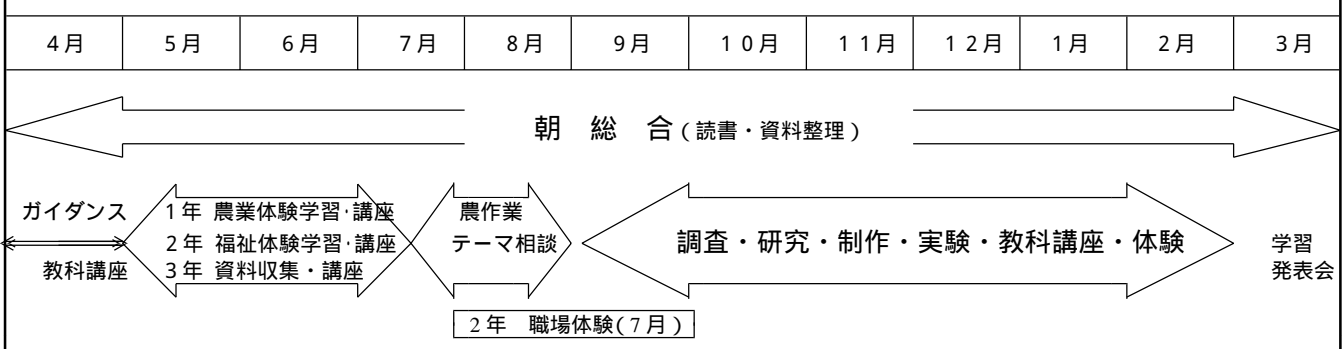 4月 5月 6月 7月 8月 9月 10月 11月 12月 1月 2月 3月
朝 総 合(読書・資料整理)
ガイダンス
教科講座
1年 農業体験学習・講座
2年 福祉体験学習・講座
3年 資料収集・講座
農作業
テーマ相談
調査・研究・制作・実験・教科講座・体験
学習
発表会
2年 職場体験(7月)